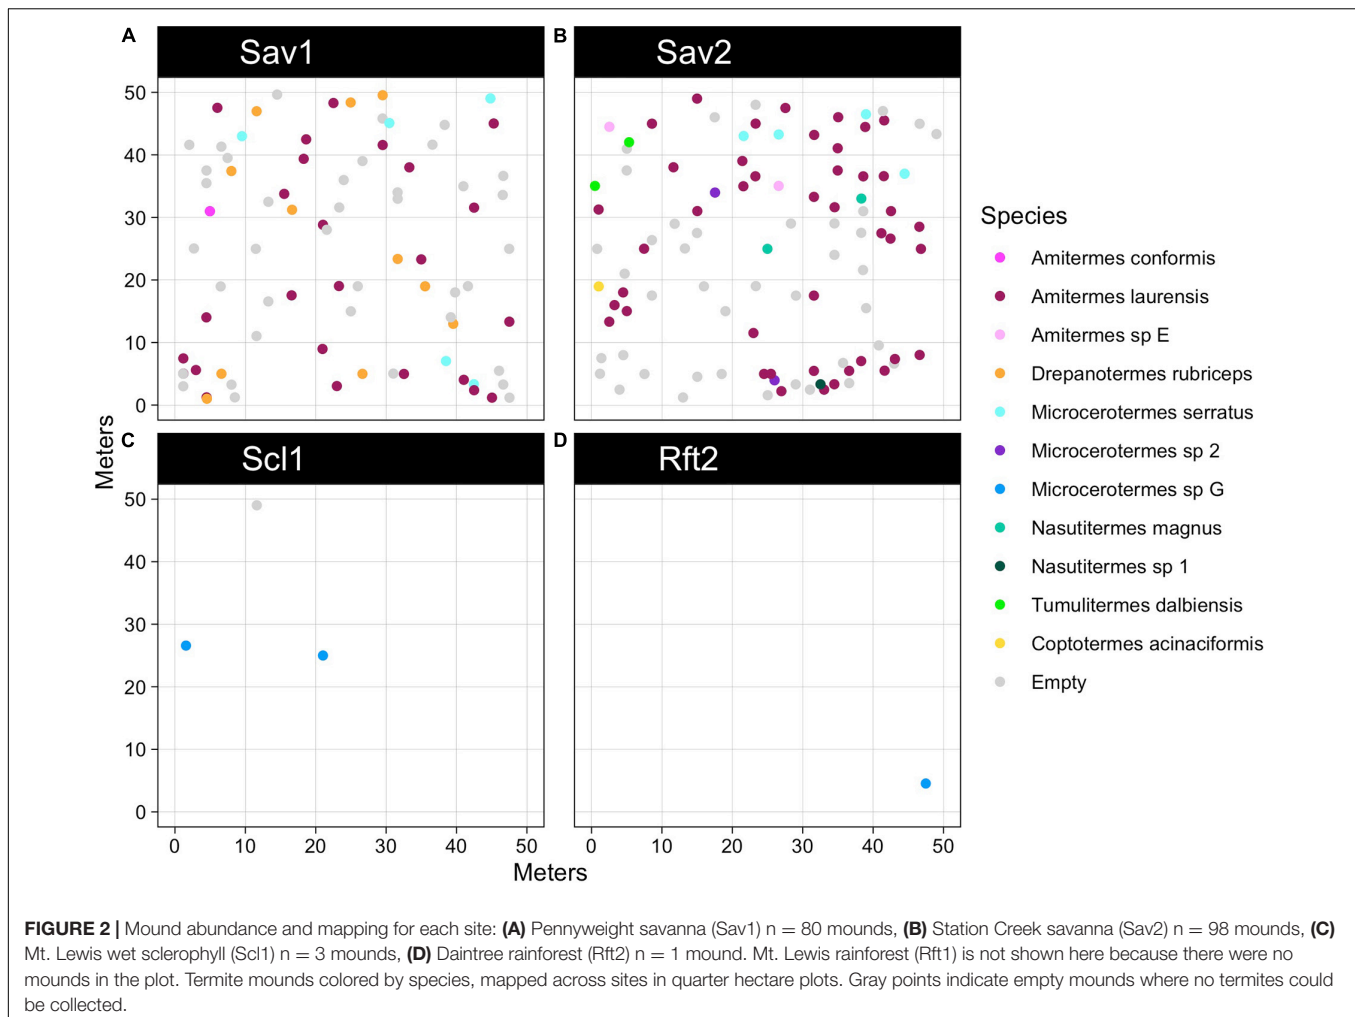 A
Sav1
B
Sav2
50
40
30
20
10
0
Species
Amitermes conformis
Amitermes laurensis
Amitermes sp E
Drepanotermes rubriceps
Microcerotermes serratus
Microcerotermes sp 2
Microcerotermes sp G
Nasutitermes magnus
Nasutitermes sp 1
Tumulitermes dalbiensis
Coptotermes acinaciformis
Empty
Meters
C
Scl1
D
Rft2
50
40
30
20
10
0
0 10 20 30 40 50 0 10 20 30 40 50
Meters
FIGURE 2 | Mound abundance and mapping for each site: (A) Pennyweight savanna (Sav1) n = 80 mounds, (B) Station Creek savanna (Sav2) n = 98 mounds, (C)
Mt. Lewis wet sclerophyll (Scl1) n = 3 mounds, (D) Daintree rainforest (Rft2) n = 1 mound. Mt. Lewis rainforest (Rft1) is not shown here because there were no
mounds in the plot. Termite mounds colored by species, mapped across sites in quarter hectare plots. Gray points indicate empty mounds where no termites could
be collected.